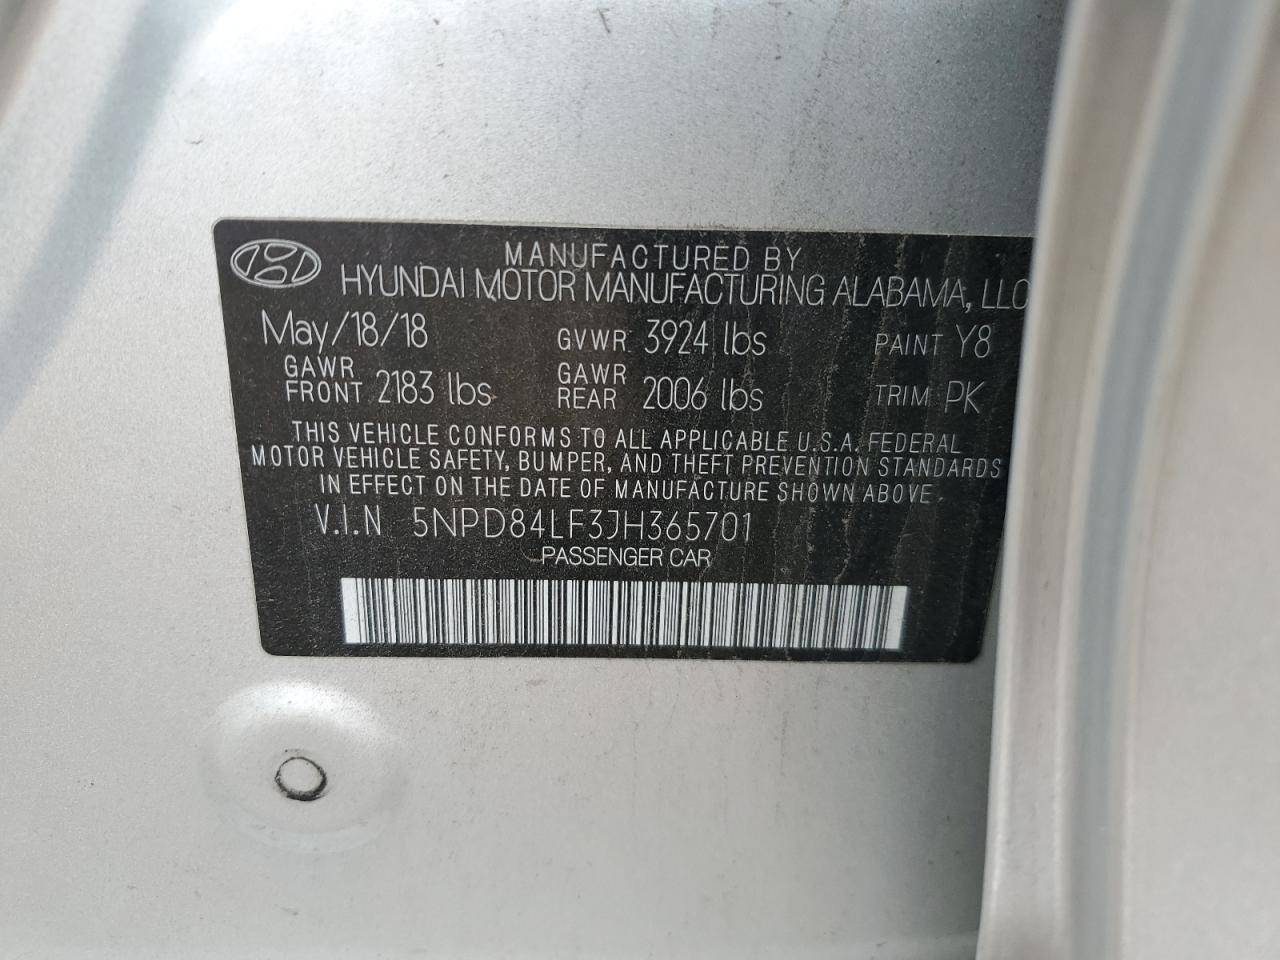 MANUFACTURED BY
HYUNDAI MOTOR MANUFACTURING ALABAMA, LLC
May/18/18 GVWR 3924 lbs PAINT Y8
GAWR FRONT 2183 lbs GAWR REAR 2006 lbs TRIM PK
THIS VEHICLE CONFORMS TO ALL APPLICABLE U.S.A. FEDERAL
MOTOR VEHICLE SAFETY, BUMPER, AND THEFT PREVENTION STANDARDS
IN EFFECT ON THE DATE OF MANUFACTURE SHOWN ABOVE.
V.I.N 5NPD84LF3JH365701
PASSENGER CAR